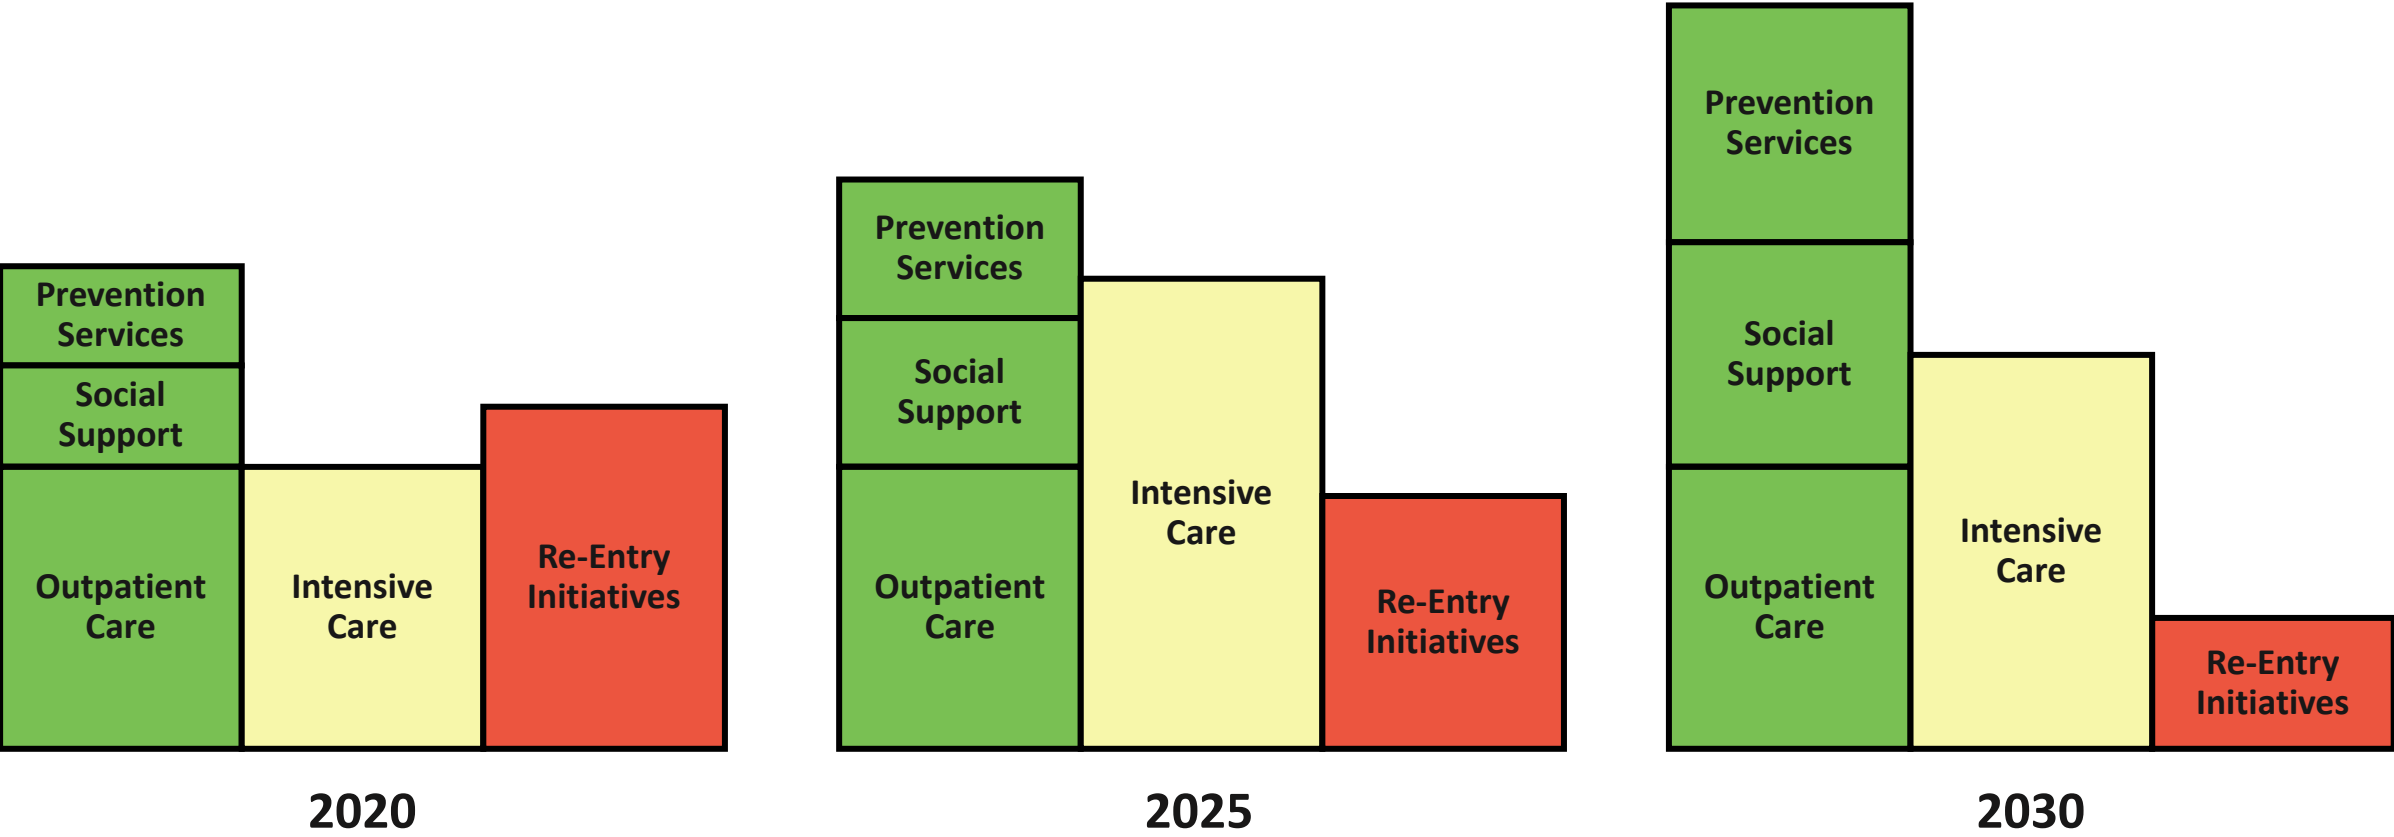 Prevention
Services
Social
Support
Outpatient
Care
Intensive
Care
Re-Entry
Initiatives
2020
Prevention
Services
Social
Support
Outpatient
Care
Intensive
Care
Re-Entry
Initiatives
2025
Prevention
Services
Social
Support
Outpatient
Care
Intensive
Care
Re-Entry
Initiatives
2030